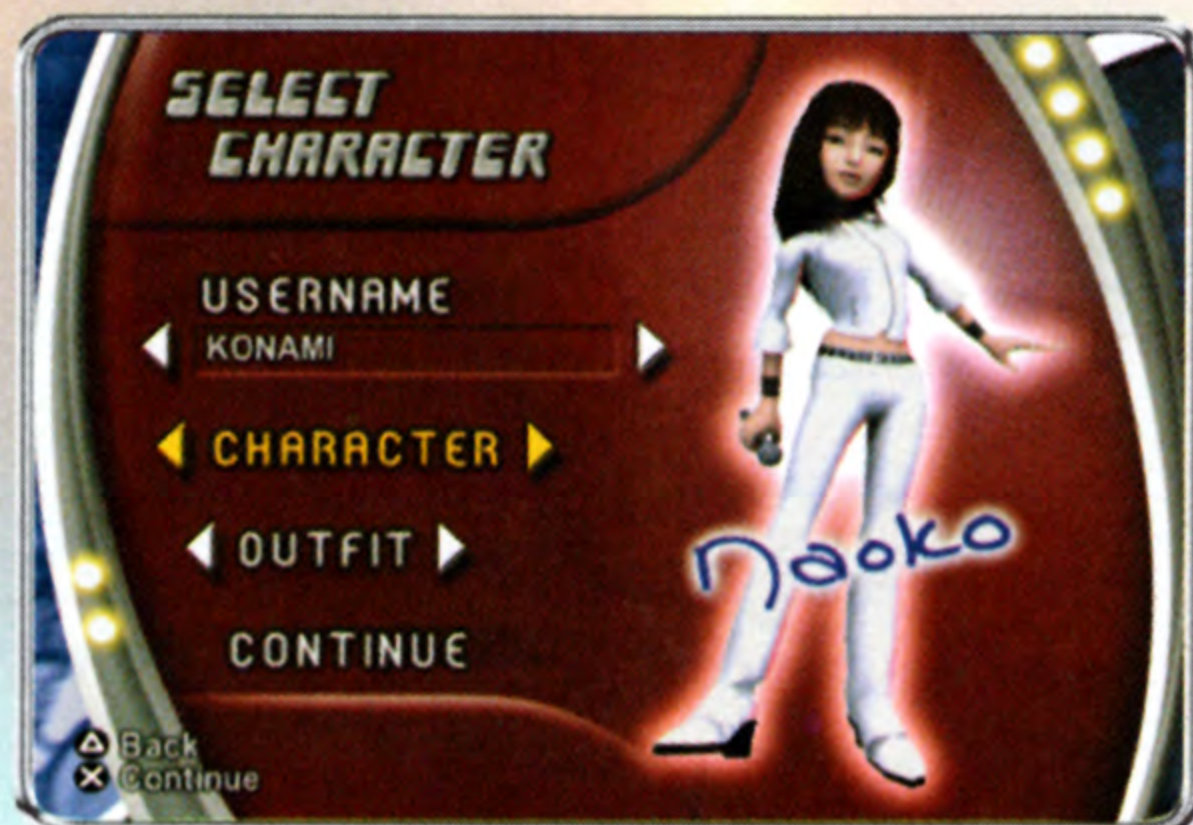 SELECT
CHARACTER
USERNAME
KONAMI
CHARACTER
OUTFIT
CONTINUE
Naoko
Back
Continue